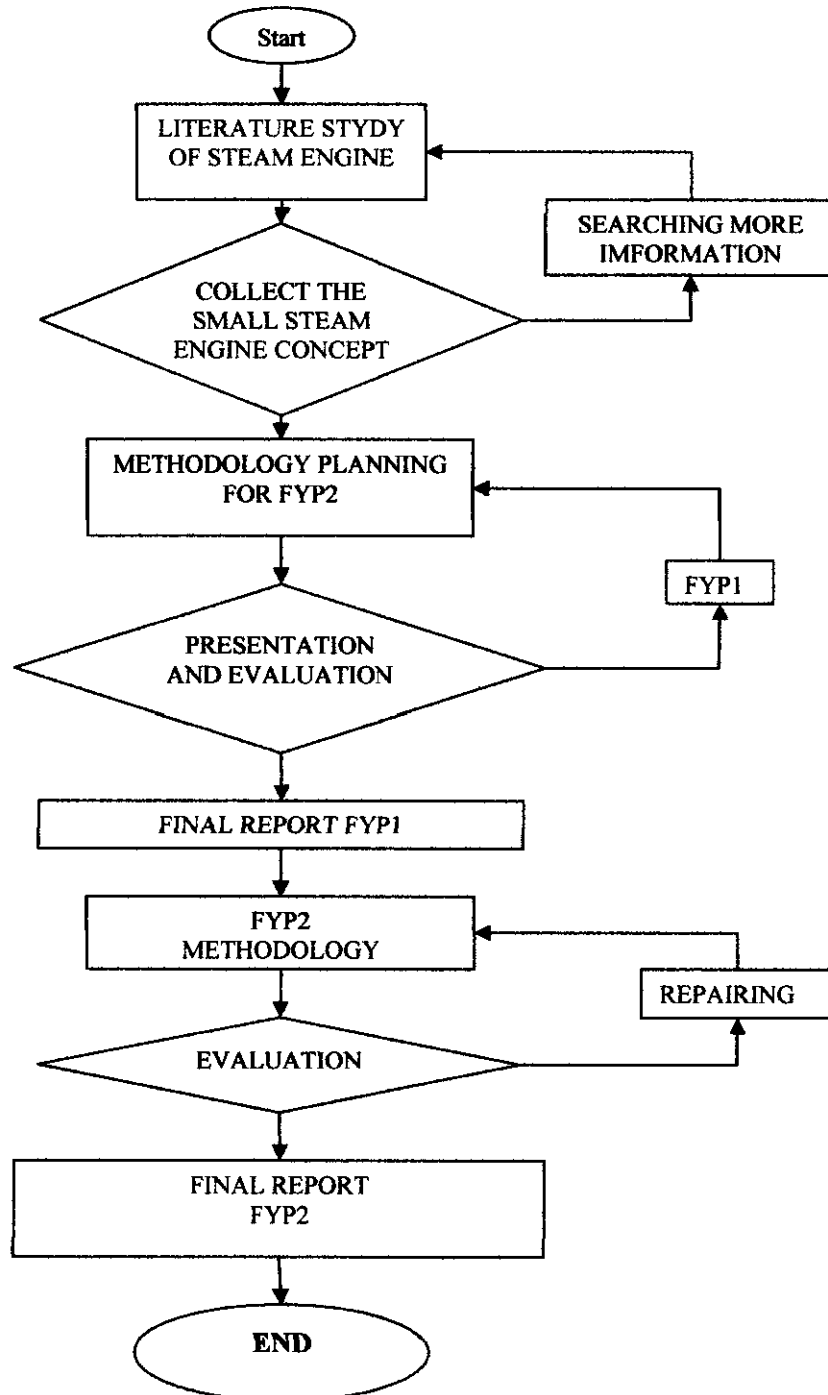 Start
LITERATURE STYDY
OF STEAM ENGINE
SEARCHING MORE
IMFORMATION
COLLECT THE
SMALL STEAM
ENGINE CONCEPT
METHODOLOGY PLANNING
FOR FYP2
FYP1
PRESENTATION
AND EVALUATION
FINAL REPORT FYP1
FYP2
METHODOLOGY
REPAIRING
EVALUATION
FINAL REPORT
FYP2
END